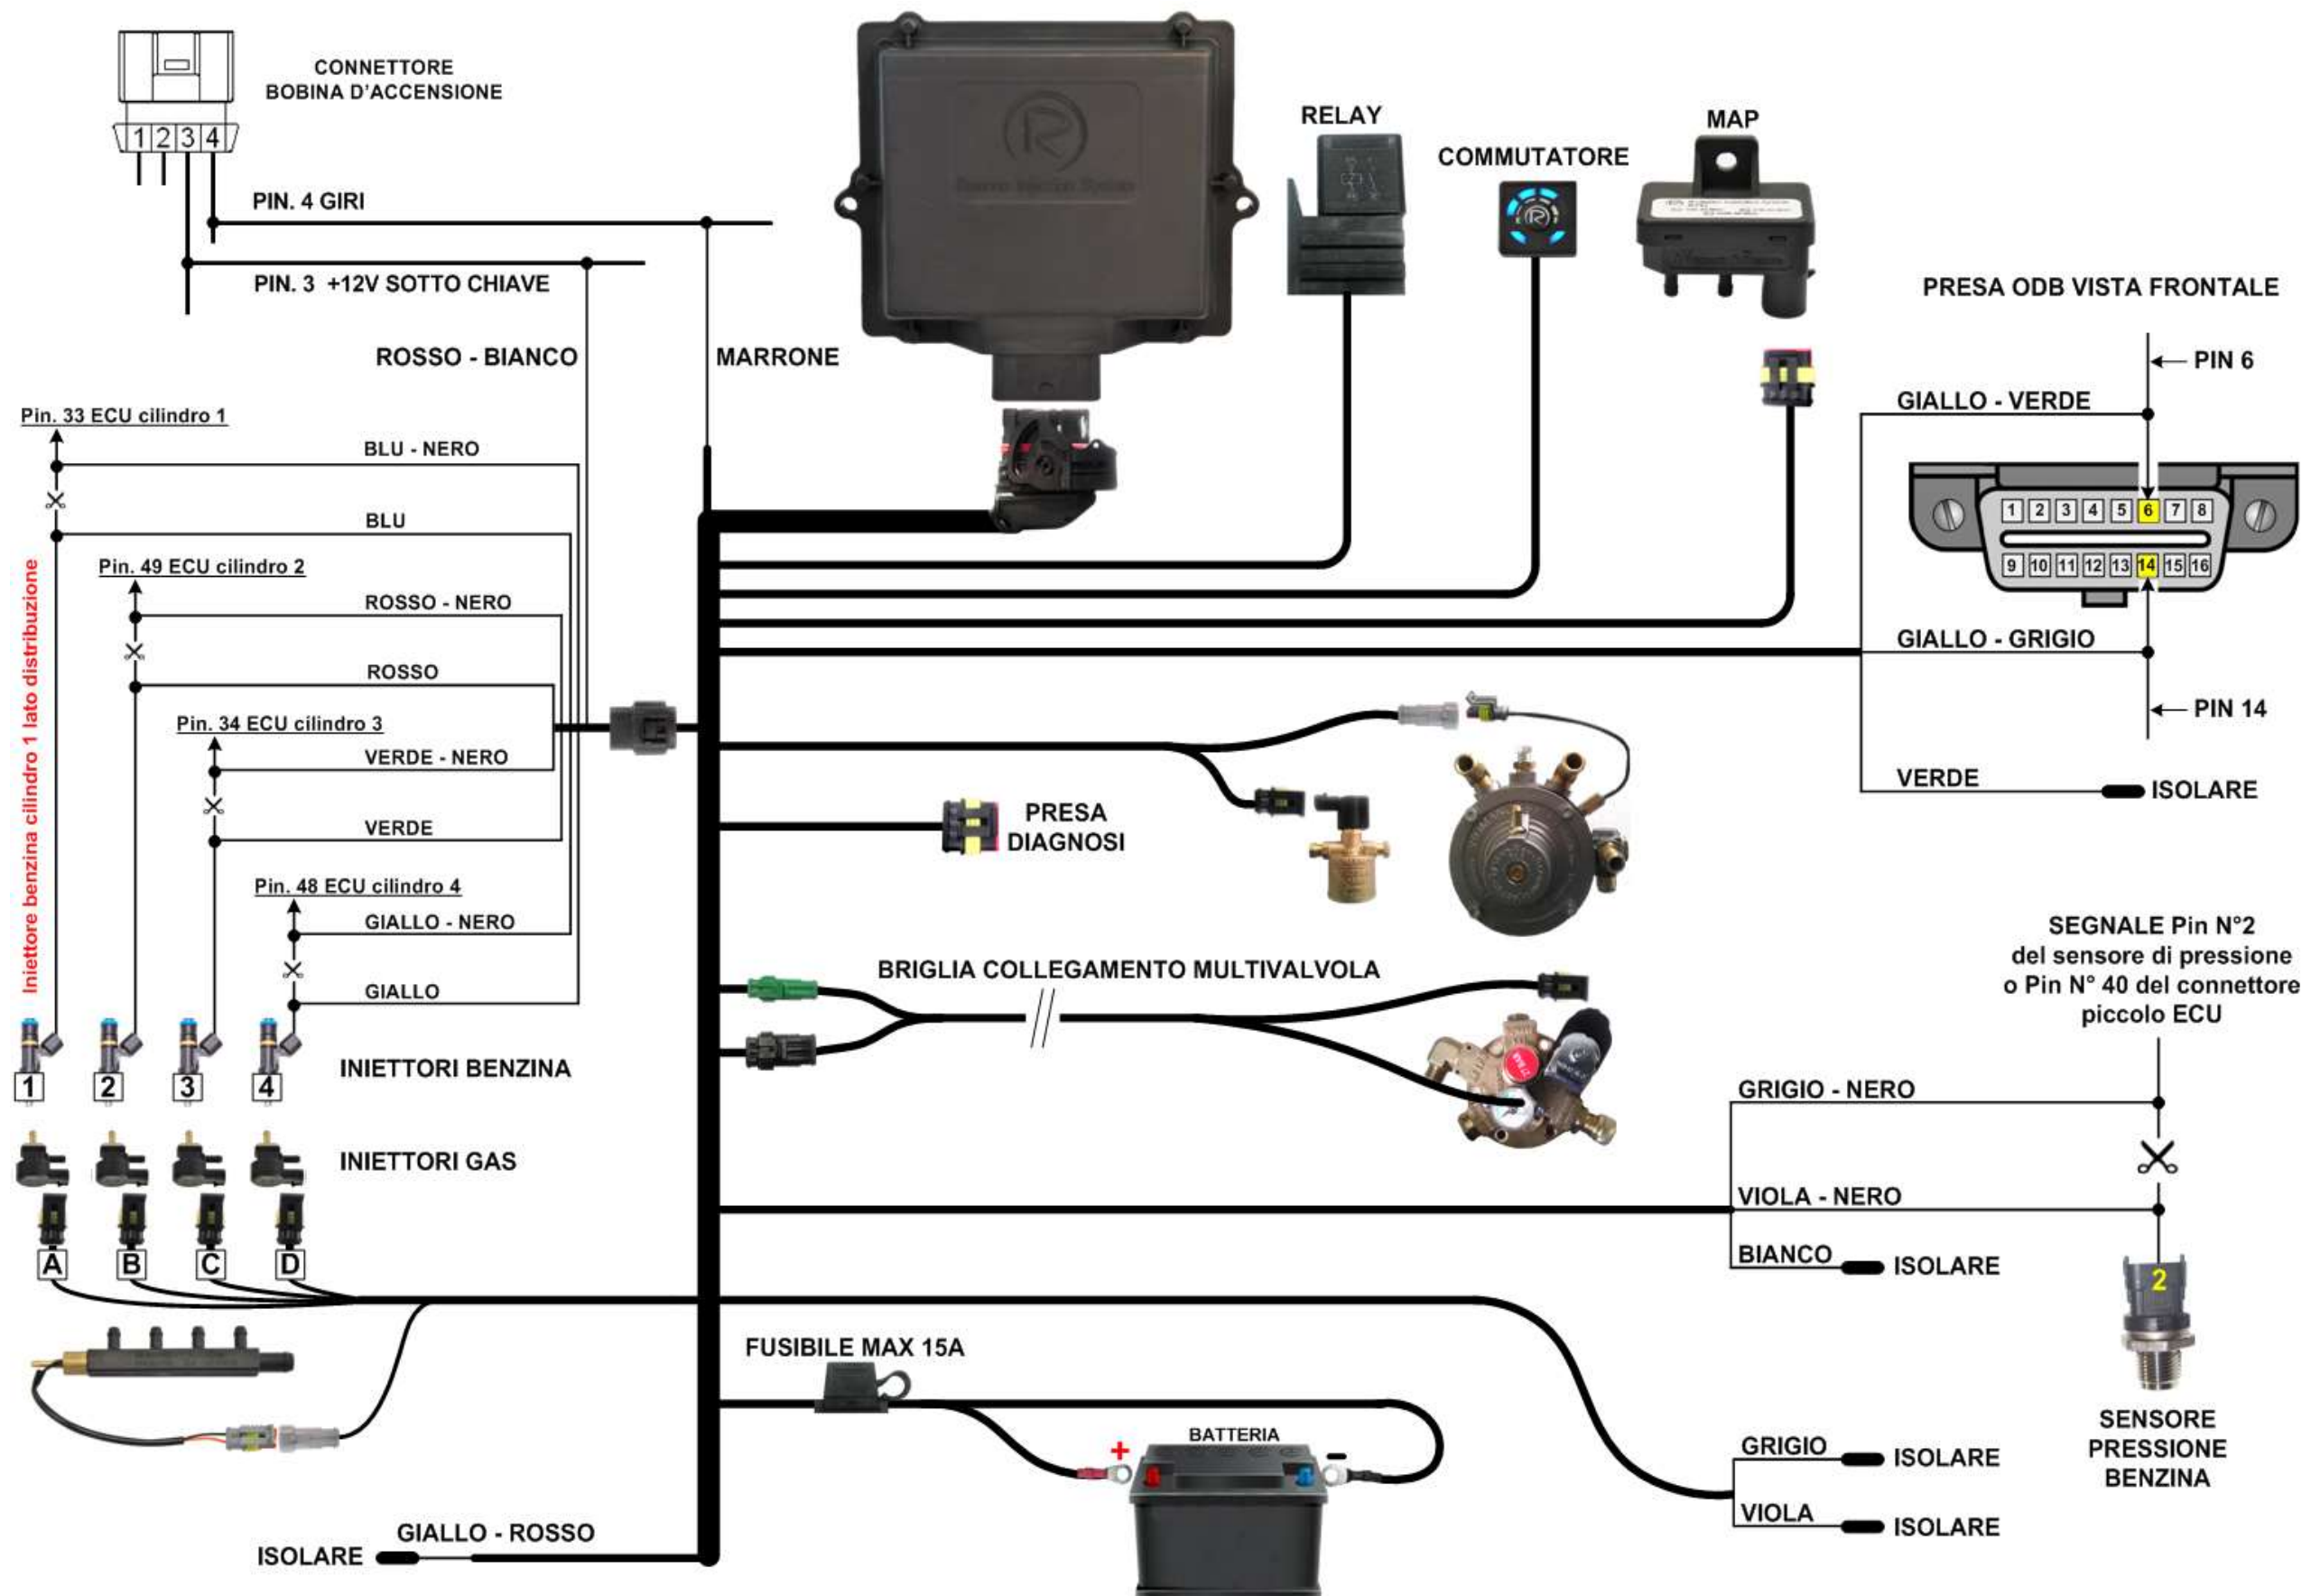 CONNETTORE
BOBINA D'ACCENSIONE
1 2 3 4
PIN. 4 GIRI
PIN. 3 +12V SOTTO CHIAVE
ROSSO - BIANCO
MARRONE
R
RELAY
COMMUTATORE
R
MAP
PRESA ODB VISTA FRONTALE
PIN 6
GIALLO - VERDE
1 2 3 4 5 6 7 8
9 10 11 12 13 14 15 16
GIALLO - GRIGIO
PIN 14
VERDE
ISOLARE
Pin. 33 ECU cilindro 1
BLU - NERO
BLU
Pin. 49 ECU cilindro 2
ROSSO - NERO
ROSSO
Pin. 34 ECU cilindro 3
VERDE - NERO
VERDE
Pin. 48 ECU cilindro 4
GIALLO - NERO
GIALLO
Iniettore benzina cilindro 1 lato distribuzione
1 2 3 4
INIETTORI BENZINA
INIETTORI GAS
A B C D
PRESA
DIAGNOSI
BRIGLIA COLLEGAMENTO MULTIVALVOLA
SEGNALE Pin N°2
del sensore di pressione
o Pin N° 40 del connettore
piccolo ECU
GRIGIO - NERO
VIOLA - NERO
BIANCO
ISOLARE
2
SENSORE
PRESSIONE
BENZINA
FUSIBILE MAX 15A
BATTERIA
+
-
GRIGIO
ISOLARE
VIOLA
ISOLARE
GIALLO - ROSSO
ISOLARE